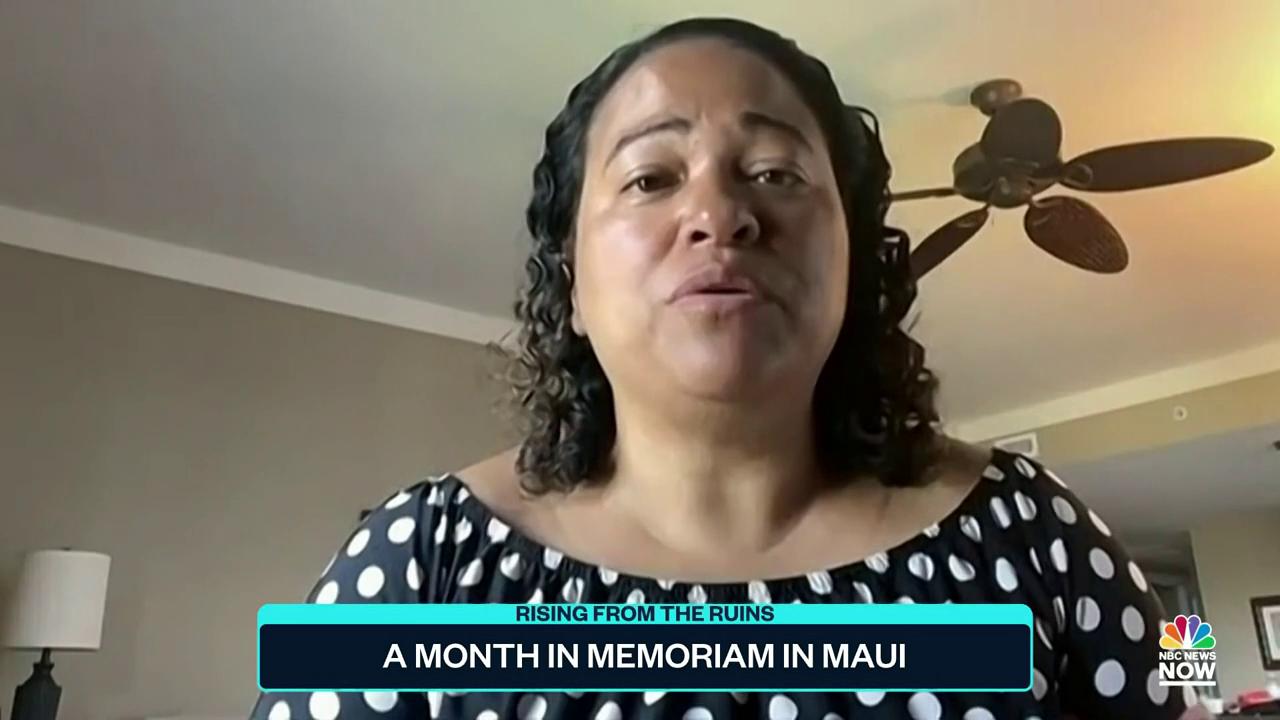 RISING FROM THE RUINS
A MONTH IN MEMORIAM IN MAUI
NBC NEWS
NOW